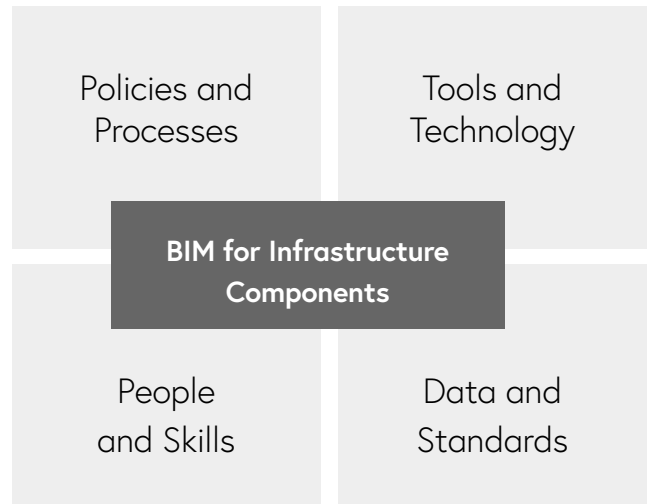 Policies and
Processes
Tools and
Technology
BIM for Infrastructure
Components
People
and Skills
Data and
Standards